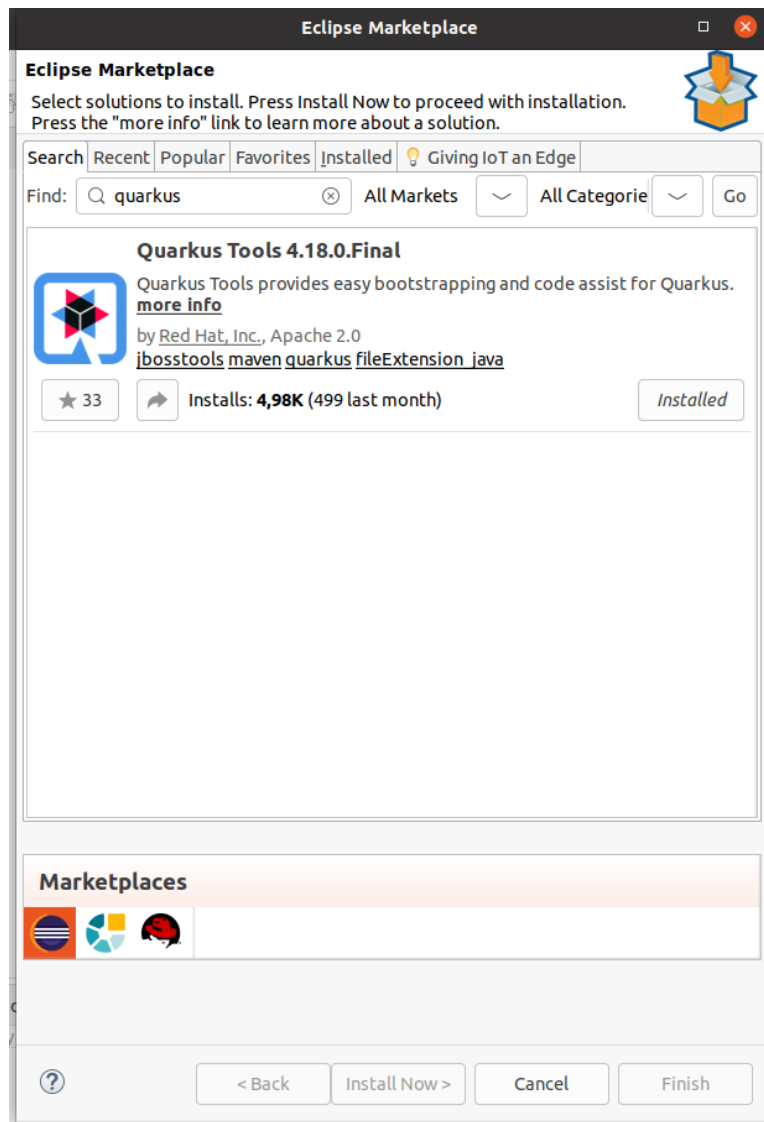 Eclipse Marketplace
Eclipse Marketplace
Select solutions to install. Press Install Now to proceed with installation.
Press the "more info" link to learn more about a solution.
Search Recent Popular Favorites Installed Giving IoT an Edge
Find: quarkus All Markets All Categorie Go
Quarkus Tools 4.18.0.Final
Quarkus Tools provides easy bootstrapping and code assist for Quarkus.
more info
by Red Hat, Inc., Apache 2.0
jbosstools maven quarkus fileExtension_java
33 Installs: 4,98K (499 last month) Installed
Marketplaces
? < Back Install Now > Cancel Finish